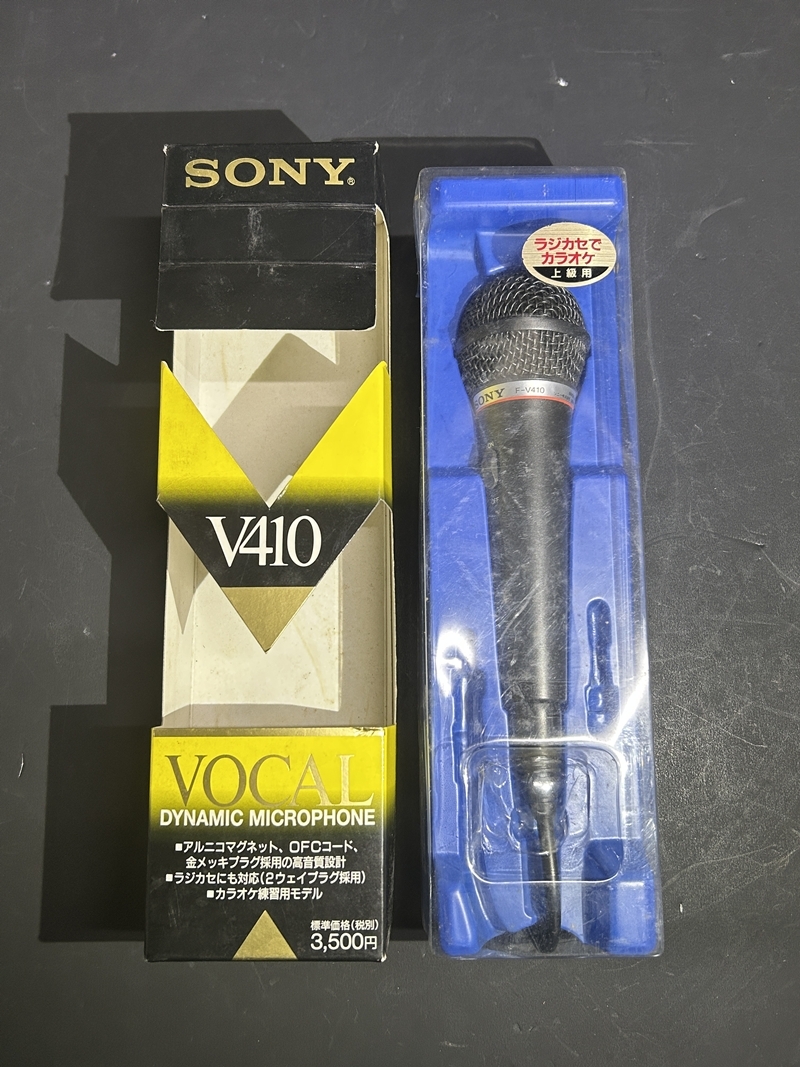 SONY®
V410
VOCAL
DYNAMIC MICROPHONE
■アルニコマグネット、OFCコード、
金メッキプラグ採用の高音質設計
■ラジカセにも対応(2ウェイプラグ採用)
■カラオケ練習用モデル
標準価格(税別)
3,500円
ラジカセで
カラオケ
上級用
SONY F-V410